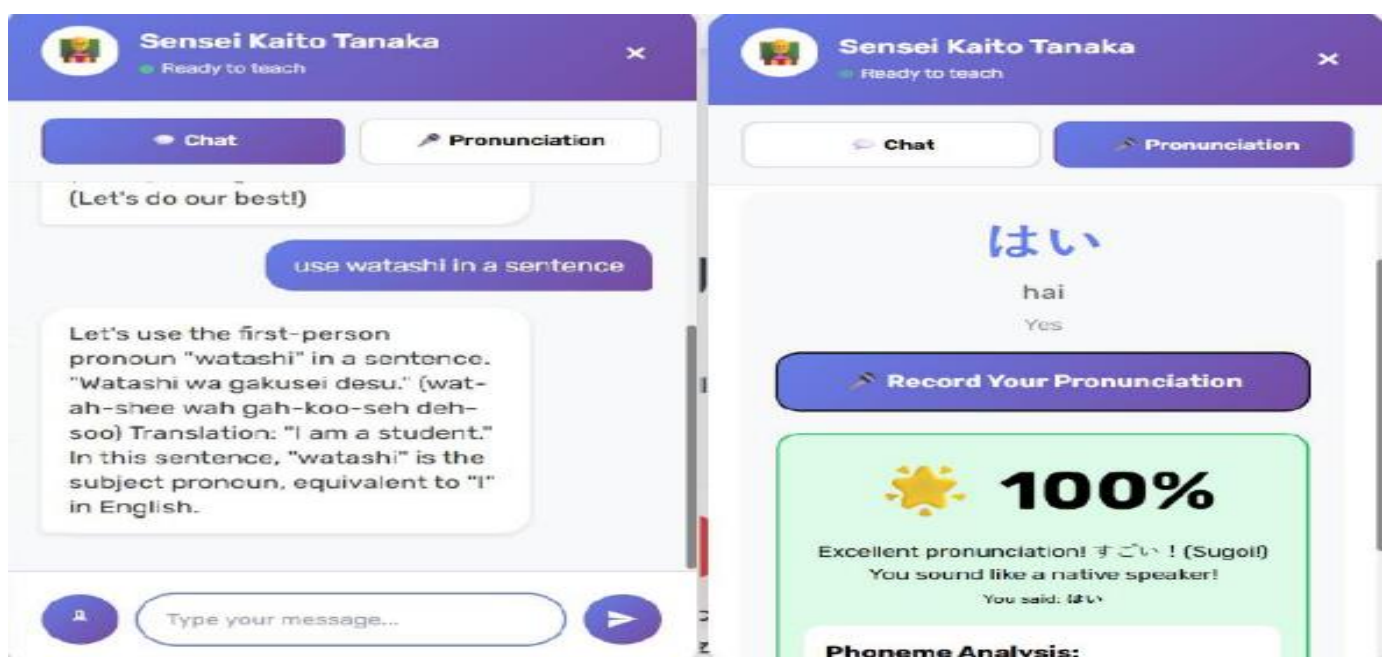 Sensei Kaito Tanaka
Ready to teach
Chat
Pronunciation
(Let's do our best!)
use watashi in a sentence
Let's use the first-person
pronoun "watashi" in a sentence.
"Watashi wa gakusei desu." (wat-
ah-shee wah gah-koo-seh deh-
soo) Translation: "I am a student."
In this sentence, "watashi" is the
subject pronoun, equivalent to "I"
in English.
Type your message...
Sensei Kaito Tanaka
Ready to teach
Chat
Pronunciation
はい
hai
Yes
Record Your Pronunciation
100%
Excellent pronunciation! すごい！(Sugoi!)
You sound like a native speaker!
You said: はい
Phoneme Analysis: